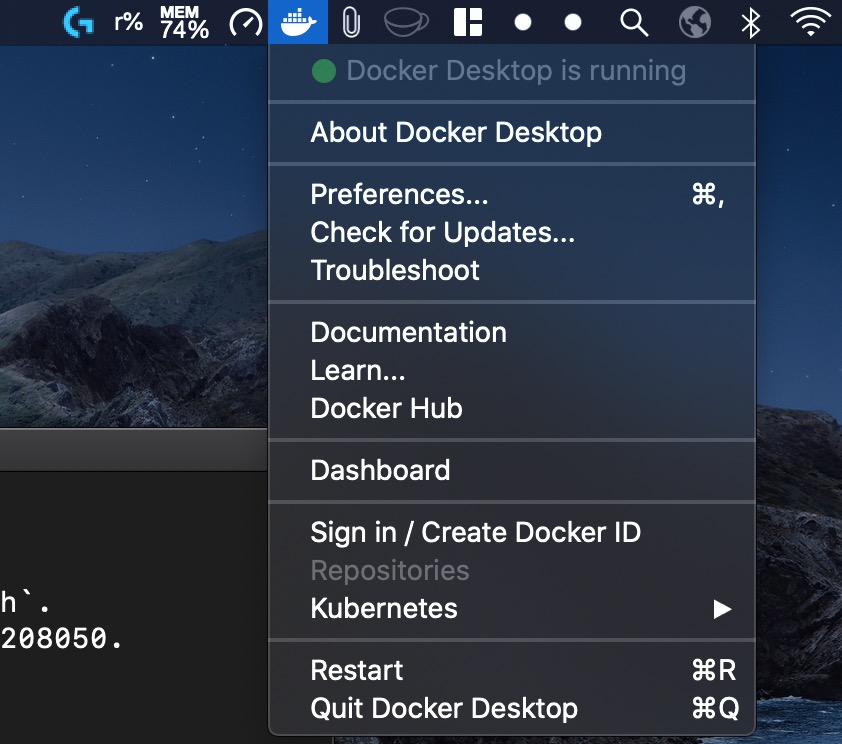 r% MEM
74%
Docker Desktop is running
About Docker Desktop
Preferences... ⌘,
Check for Updates...
Troubleshoot
Documentation
Learn...
Docker Hub
Dashboard
Sign in / Create Docker ID
Repositories
Kubernetes ▶
Restart ⌘R
Quit Docker Desktop ⌘Q
h`.
208050.